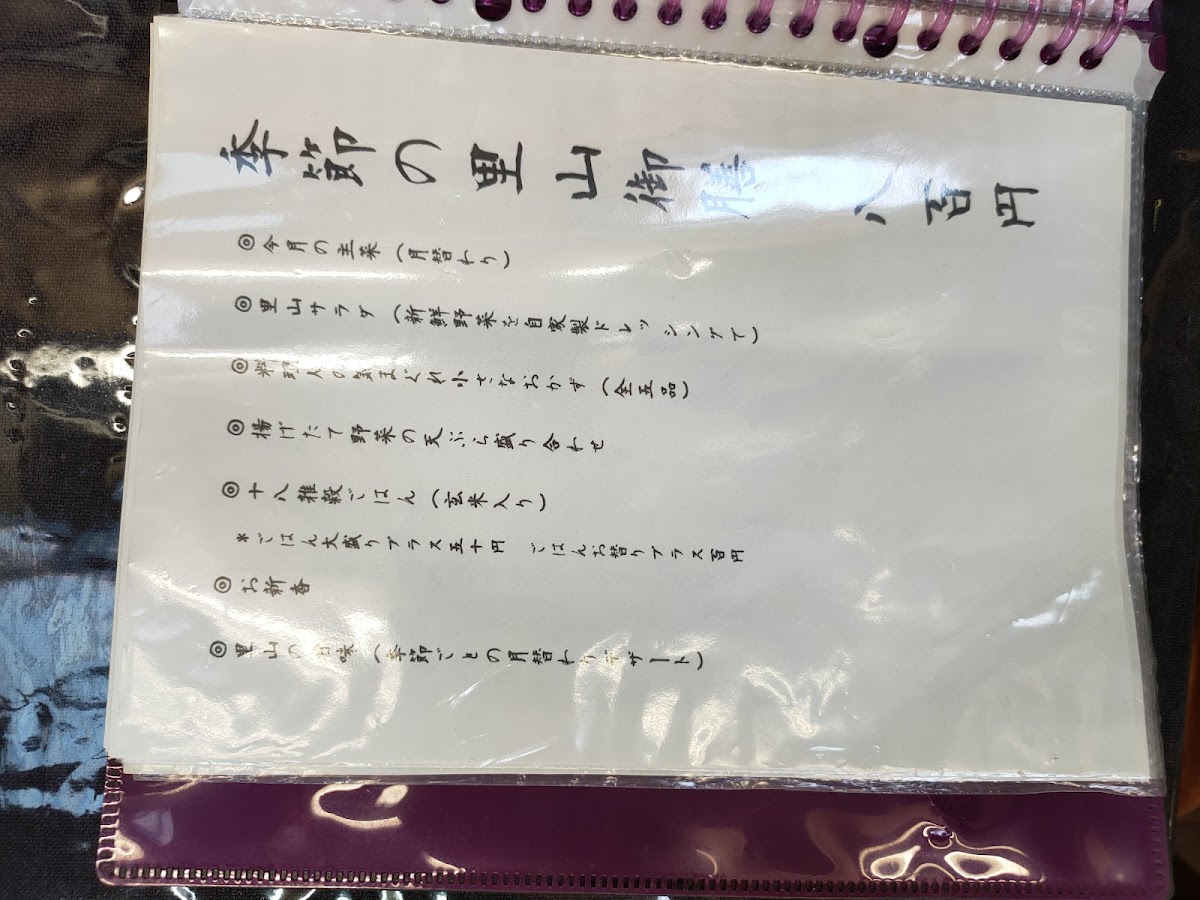 季節の里山御膳 八百円
◎今月の主菜（月替わり）
◎里山サラダ（新鮮野菜を自家製ドレッシングで）
◎料理人の気まぐれ小さなおかず（全五品）
◎揚げたて野菜の天ぷら盛り合わせ
◎十八雑穀ごはん（玄米入り）
*ごはん大盛りプラス五十円 ごはんお替りプラス百円
◎お新香
◎里山の甘味（季節ごとの月替わりデザート）